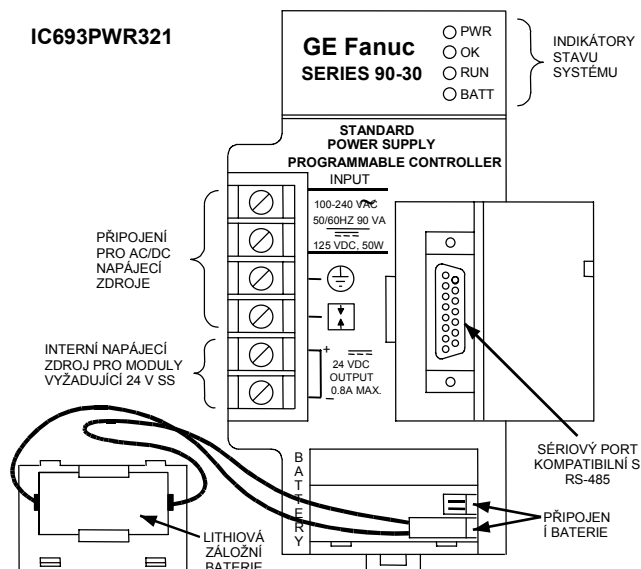 IC693PWR321
GE Fanuc
SERIES 90-30
PWR
OK
RUN
BATT
INDIKÁTORY
STAVU
SYSTÉMU
STANDARD
POWER SUPPLY
PROGRAMMABLE CONTROLLER
INPUT
100-240 VAC
50/60HZ 90 VA
125 VDC, 50W
PŘIPOJENÍ
PRO AC/DC
NAPÁJECÍ
ZDROJE
INTERNÍ NAPÁJECÍ
ZDROJ PRO MODULY
VYŽADUJÍCÍ 24 V SS
+
24 VDC
OUTPUT
0.8A MAX.
-
SÉRIOVÝ PORT
KOMPATIBILNÍ S
RS-485
BATTERY
PŘIPOJEN
Í BATERIE
LITHIOVÁ
ZÁLOŽNÍ
BATERIE